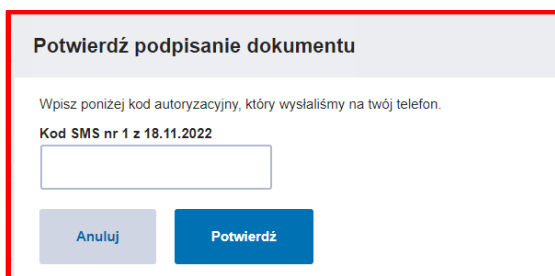 Potwierdź podpisanie dokumentu
Wpisz poniżej kod autoryzacyjny, który wysłaliśmy na twój telefon.
Kod SMS nr 1 z 18.11.2022
Anuluj
Potwierdź